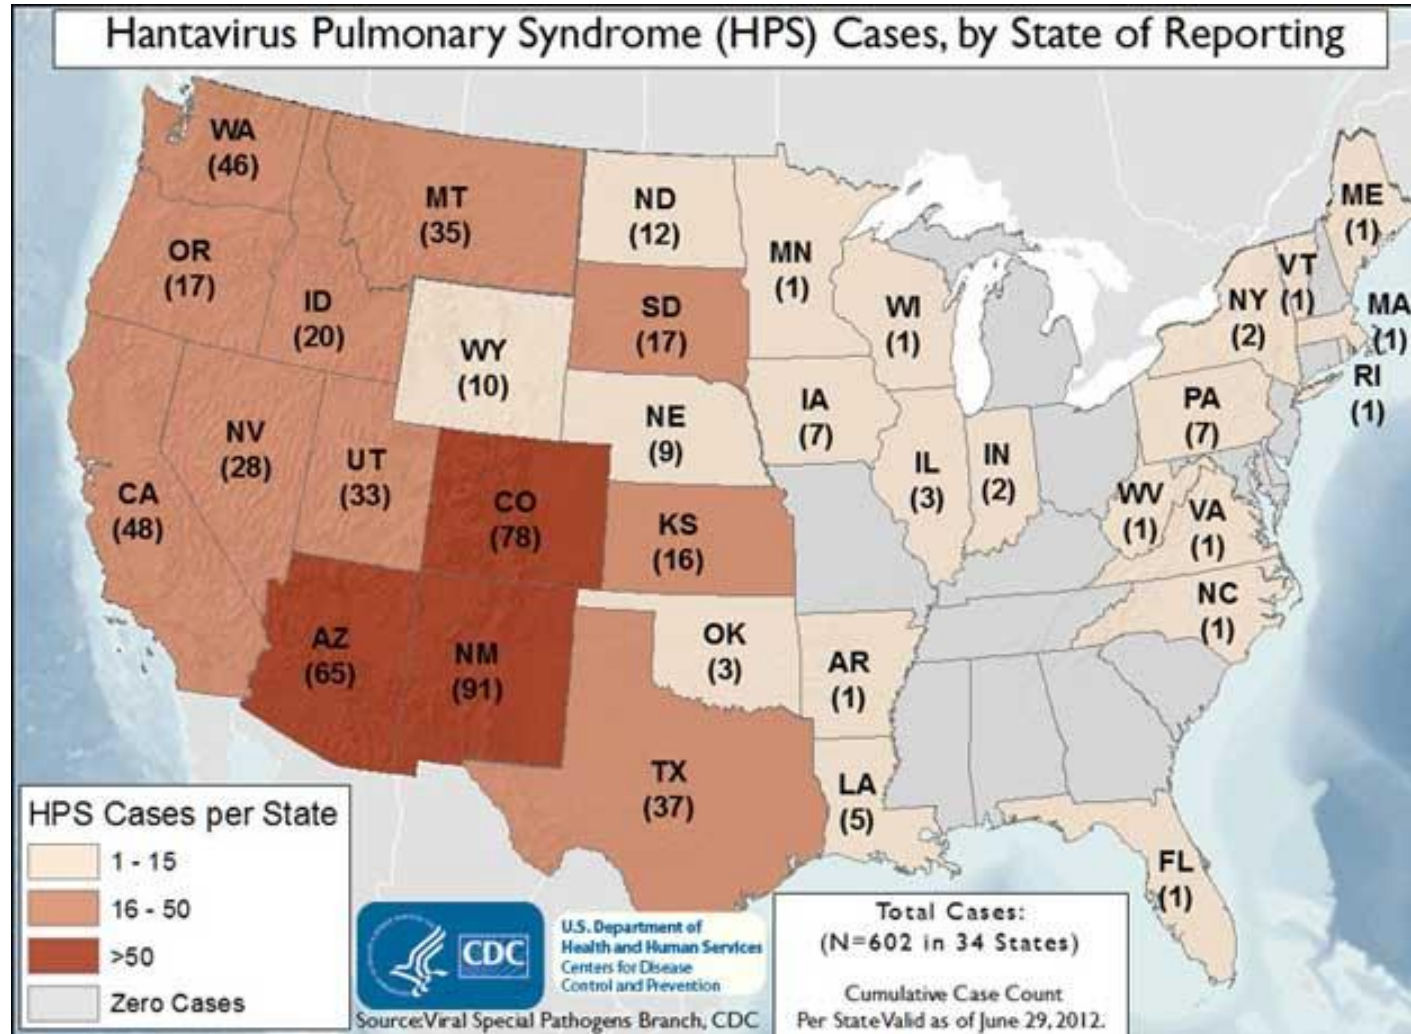 Hantavirus Pulmonary Syndrome (HPS) Cases, by State of Reporting
WA
(46)
MT
(35)
ND
(12)
MN
(1)
ME
(1)
OR
(17)
ID
(20)
WY
(10)
SD
(17)
WI
(1)
VT
(1)
NY
(2)
MA
(1)
RI
(1)
NV
(28)
UT
(33)
CA
(48)
CO
(78)
NE
(9)
IA
(7)
IL
(3)
IN
(2)
PA
(7)
WV
(1)
VA
(1)
KS
(16)
NC
(1)
AZ
(65)
NM
(91)
OK
(3)
AR
(1)
TX
(37)
LA
(5)
FL
(1)
HPS Cases per State
1 - 15
16 - 50
>50
Zero Cases
CDC
U.S. Department of
Health and Human Services
Centers for Disease
Control and Prevention
Source:Viral Special Pathogens Branch, CDC
Total Cases:
(N=602 in 34 States)
Cumulative Case Count
Per StateValid as of June 29, 2012.